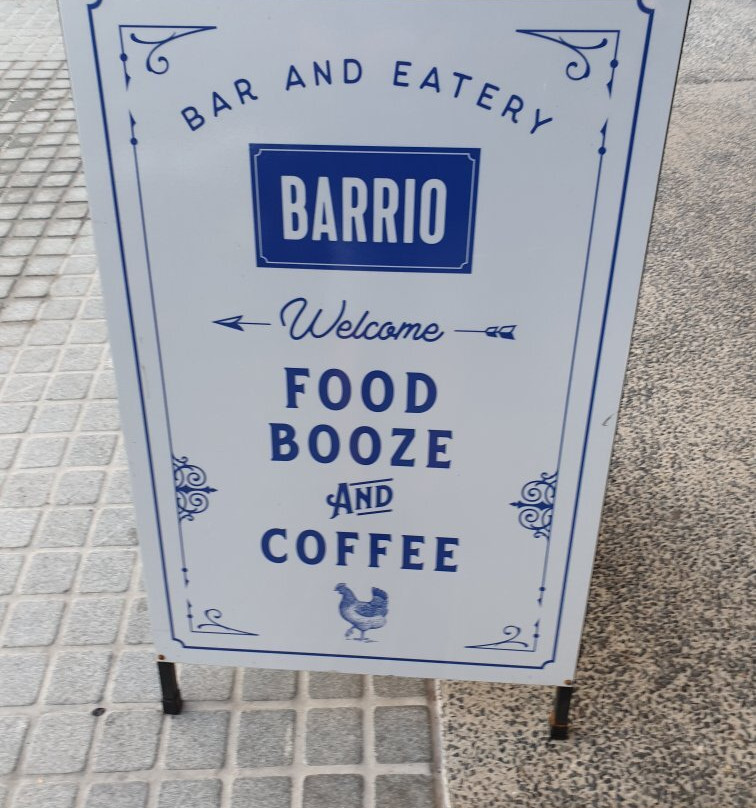 BAR AND EATERY
BARRIO
Welcome
FOOD
BOOZE
AND
COFFEE